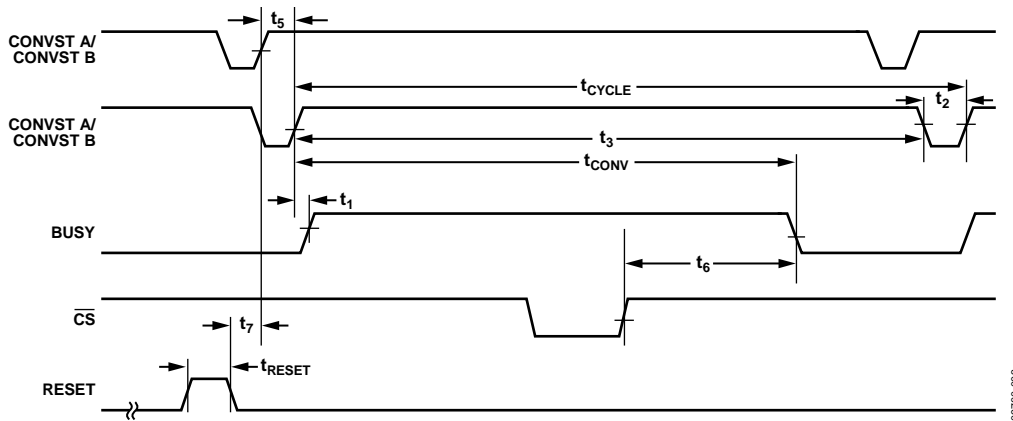 t5
CONVST A/
CONVST B
tCYCLE
t2
CONVST A/
CONVST B
t3
tCONV
t1
BUSY
t6
CS
t7
tRESET
RESET